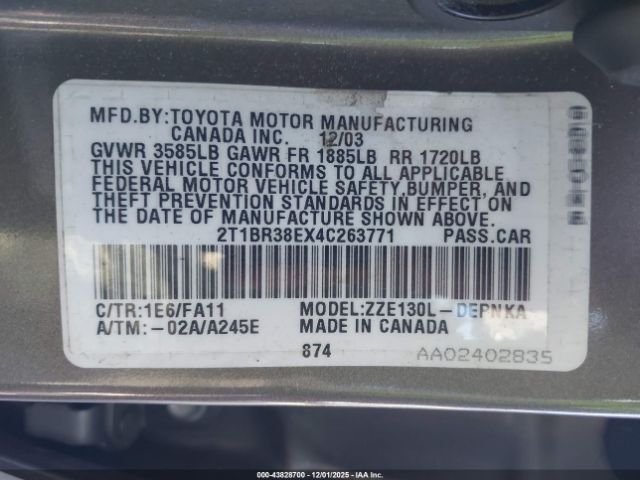 MFD.BY:TOYOTA MOTOR MANUFACTURING
CANADA INC. 12/03
GVWR 3585LB GAWR FR 1885LB RR 1720LB
THIS VEHICLE CONFORMS TO ALL APPLICABLE
FEDERAL MOTOR VEHICLE SAFETY,BUMPER, AND
THEFT PREVENTION STANDARDS IN EFFECT ON
THE DATE OF MANUFACTURE SHOWN ABOVE.
2T1BR38EX4C263771 PASS.CAR
C/TR:1E6/FA11 MODEL:ZZE130L-DEPNKA
A/TM:-02A/A245E MADE IN CANADA
874
AA02402835
000-43828700 - 12/01/2025 - IAAI.COM